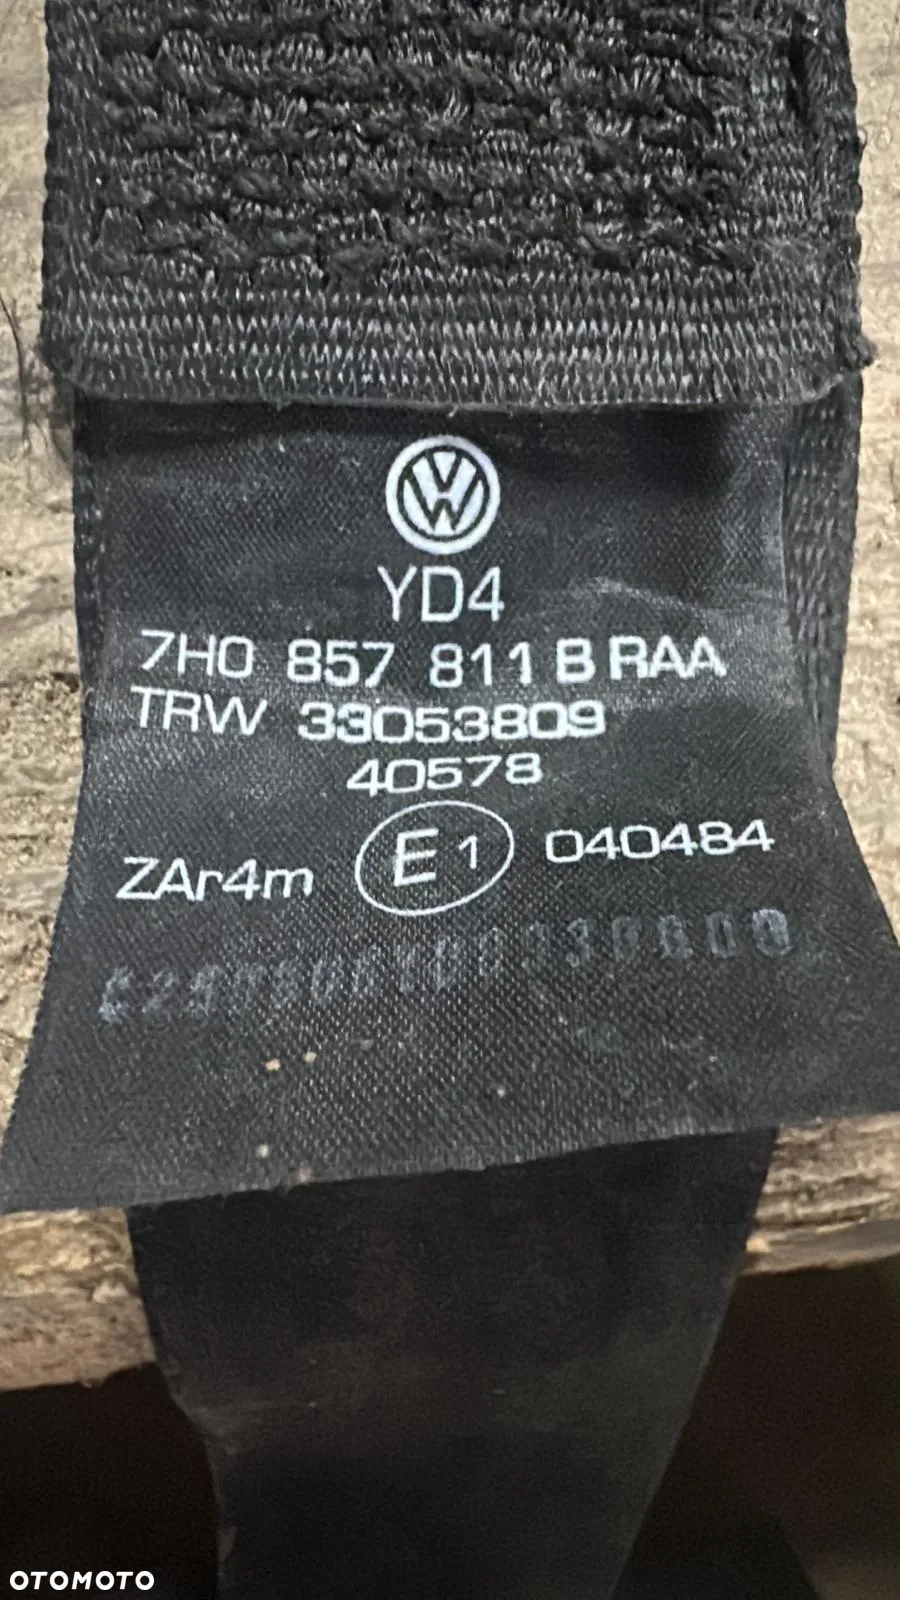 YD4
7H0 857 811 B RAA
TRW 33053809
40578
ZAr4m E1 040484
OTOMOTO